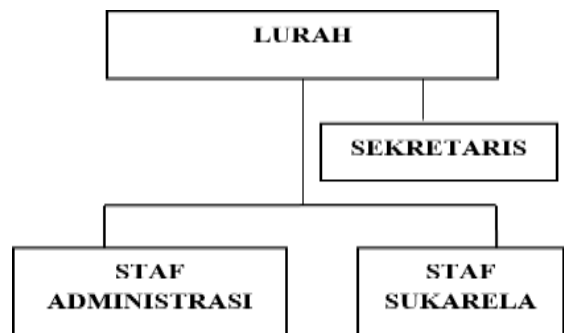 LURAH
SEKRETARIS
STAF
ADMINISTRASI
STAF
SUKARELA